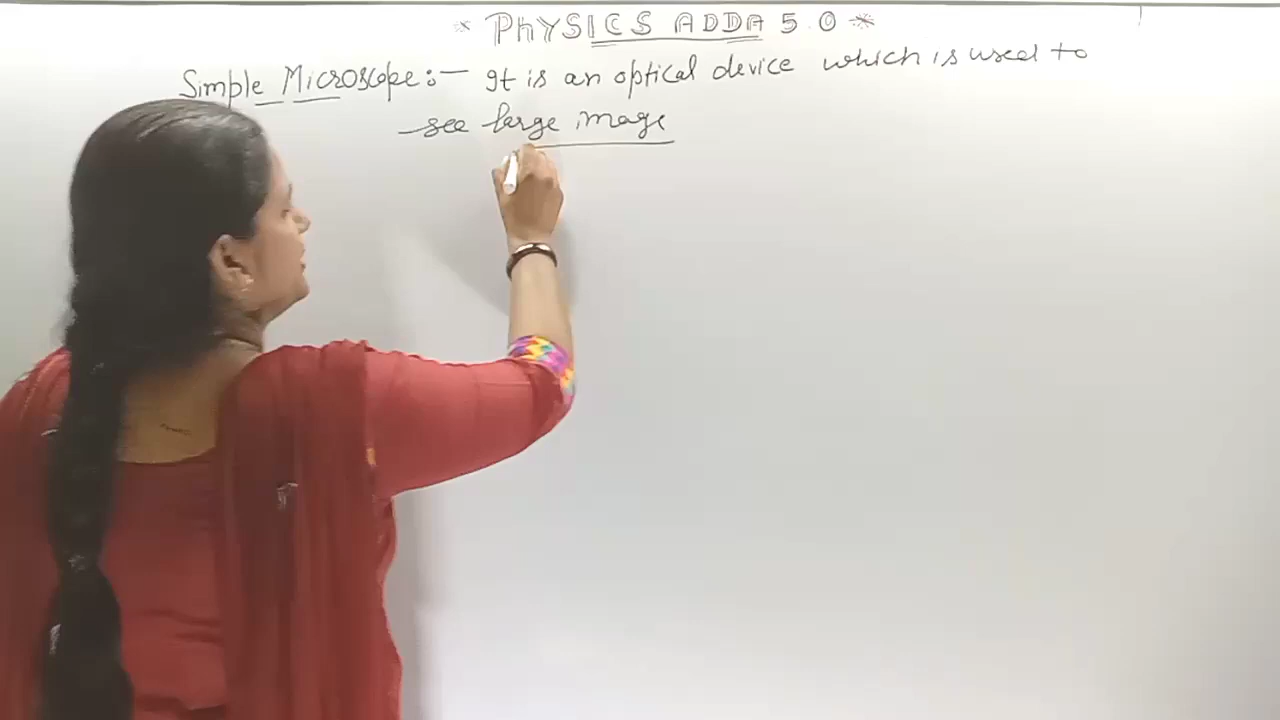 * PHYSICS ADDA 5.0 *
Simple Microscope:- It is an optical device which is used to
see large image